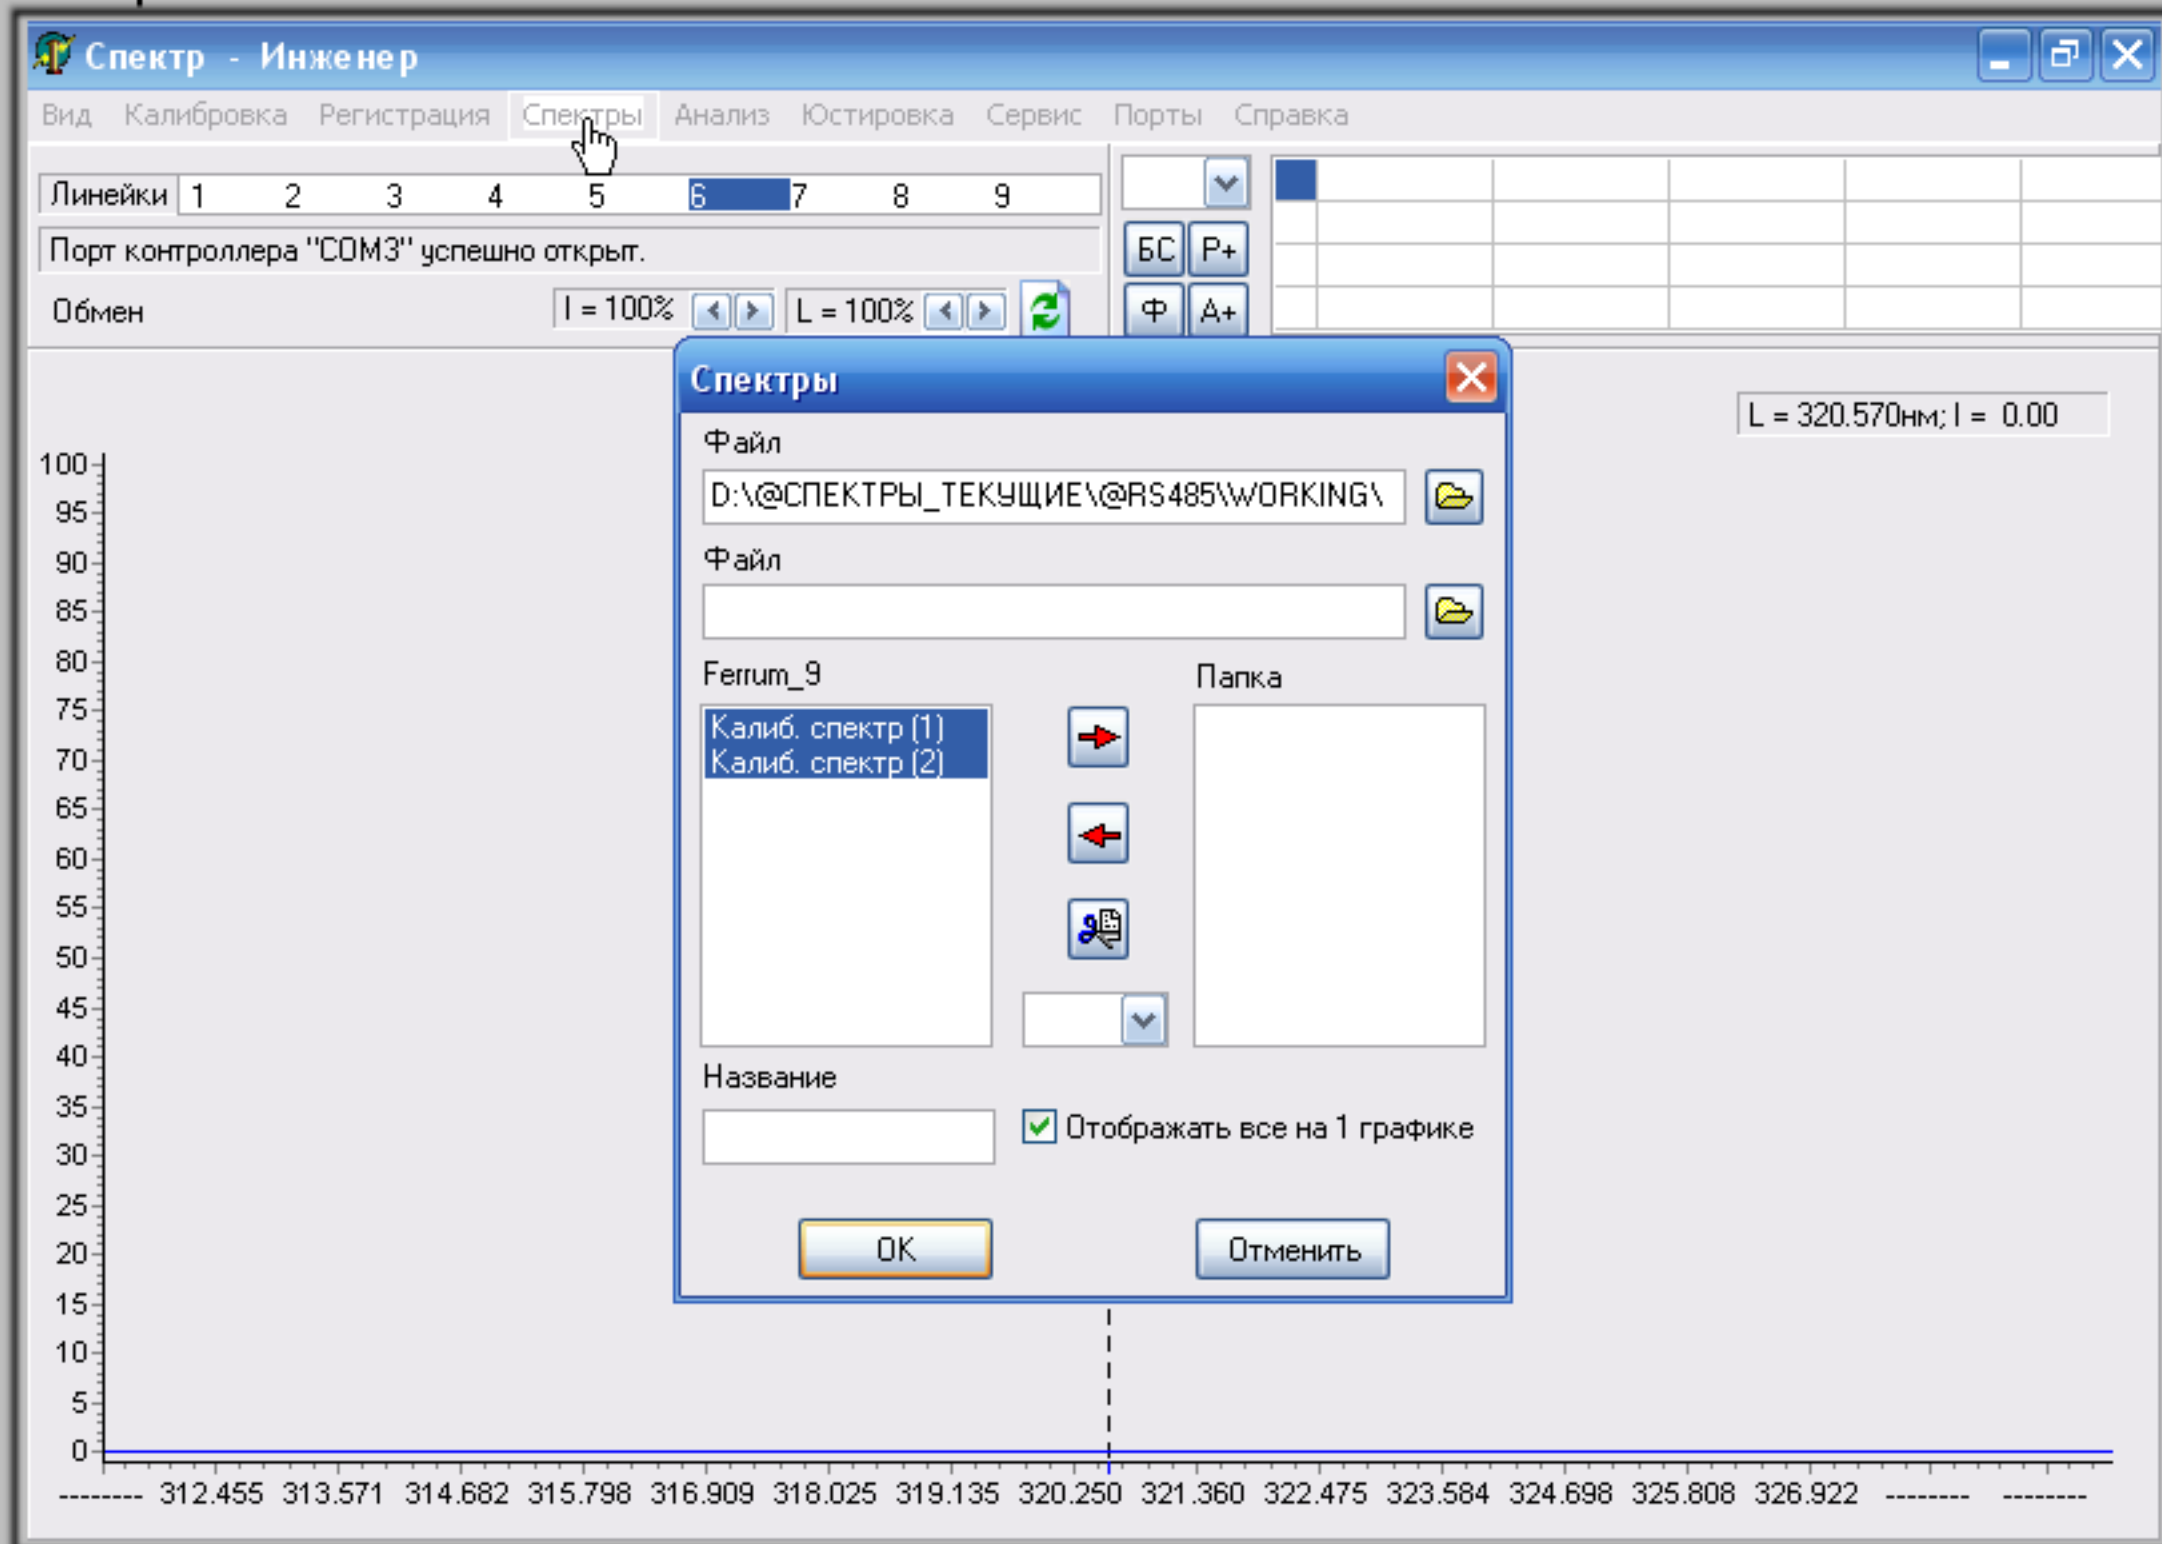 Спектр - Инженер
Вид Калибровка Регистрация Спектры Анализ Юстировка Сервис Порты Справка
Линейки 1 2 3 4 5 6 7 8 9
Порт контроллера "COM3" успешно открыт.
БС Р+
Обмен I = 100% L = 100%
Ф А+
Спектры
L = 320.570нм; I = 0.00
Файл
D:\@СПЕКТРЫ_ТЕКУЩИЕ\@RS485\WORKING\
Файл
Ferrum_9
Папка
Калиб. спектр (1)
Калиб. спектр (2)
Название
Отображать все на 1 графике
OK
Отменить
100
95
90
85
80
75
70
65
60
55
50
45
40
35
30
25
20
15
10
5
0
-------- 312.455 313.571 314.682 315.798 316.909 318.025 319.135 320.250 321.360 322.475 323.584 324.698 325.808 326.922 -------- --------